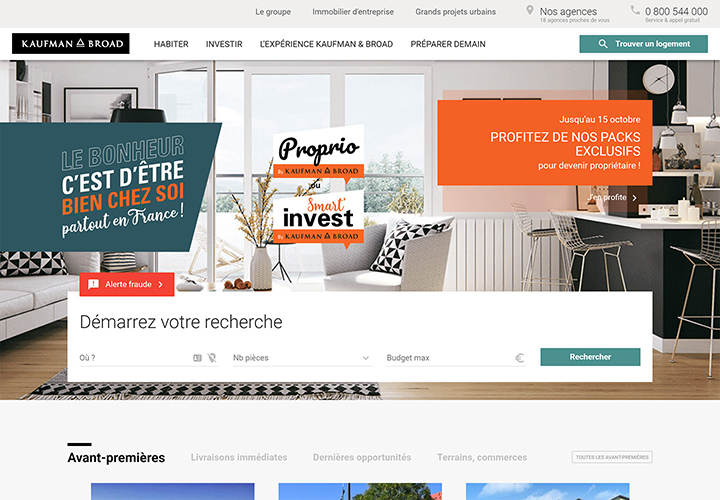 Le groupe
Immobilier d'entreprise
Grands projets urbains
Nos agences
18 agences proches de vous
0 800 544 000
Service & appel gratuit
KAUFMAN BROAD
HABITER
INVESTIR
L'EXPÉRIENCE KAUFMAN & BROAD
PRÉPARER DEMAIN
Trouver un logement
LE BONHEUR
C'EST D'ÊTRE
BIEN CHEZ SOI
partout en France !
Proprio
By KAUFMAN BROAD
ou
Smart'
invest
By KAUFMAN BROAD
Jusqu'au 15 octobre
PROFITEZ DE NOS PACKS
EXCLUSIFS
pour devenir propriétaire !
J'en profite
Alerte fraude
Démarrez votre recherche
Où ?
Nb pièces
Budget max
Rechercher
Avant-premières
Livraisons immédiates
Dernières opportunités
Terrains, commerces
TOUTES LES AVANT-PREMIÈRES